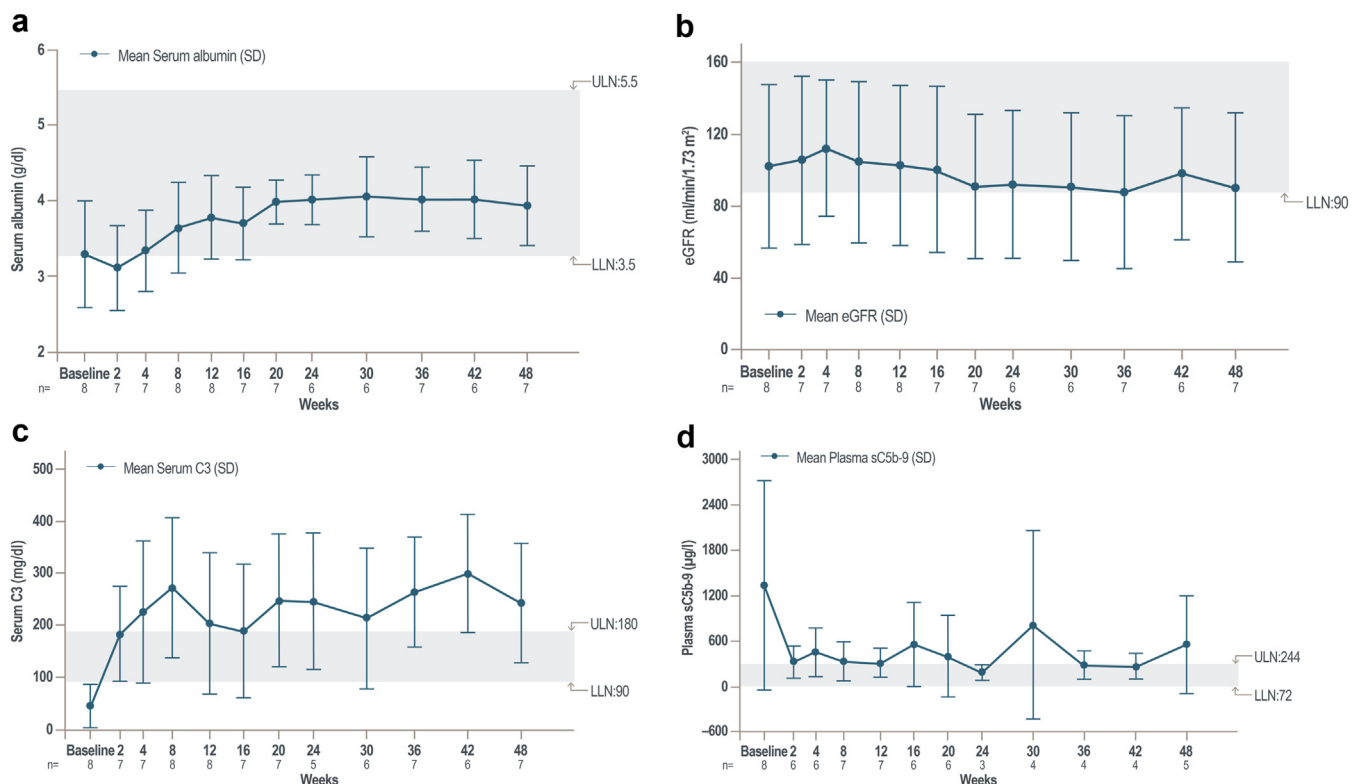 a
Mean Serum albumin (SD)
Serum albumin (g/dl)
6
5
4
3
2
ULN:5.5
LLN:3.5
Baseline 2 4 8 12 16 20 24 30 36 42 48
n= 8 7 7 8 8 7 7 6 6 7 6 7
Weeks
b
eGFR (ml/min/1.73 m²)
160
120
80
40
0
LLN:90
Mean eGFR (SD)
Baseline 2 4 8 12 16 20 24 30 36 42 48
n= 8 7 7 8 8 7 7 6 6 7 6 7
Weeks
c
Mean Serum C3 (SD)
Serum C3 (mg/dl)
500
400
300
200
100
0
ULN:180
LLN:90
Baseline 2 4 8 12 16 20 24 30 36 42 48
n= 8 7 7 8 8 7 7 5 6 7 6 7
Weeks
d
Mean Plasma sC5b-9 (SD)
Plasma sC5b-9 (µg/l)
3000
2400
1800
1200
600
0
–600
ULN:244
LLN:72
Baseline 2 4 8 12 16 20 24 30 36 42 48
n= 8 6 6 7 7 6 6 3 4 4 4 5
Weeks